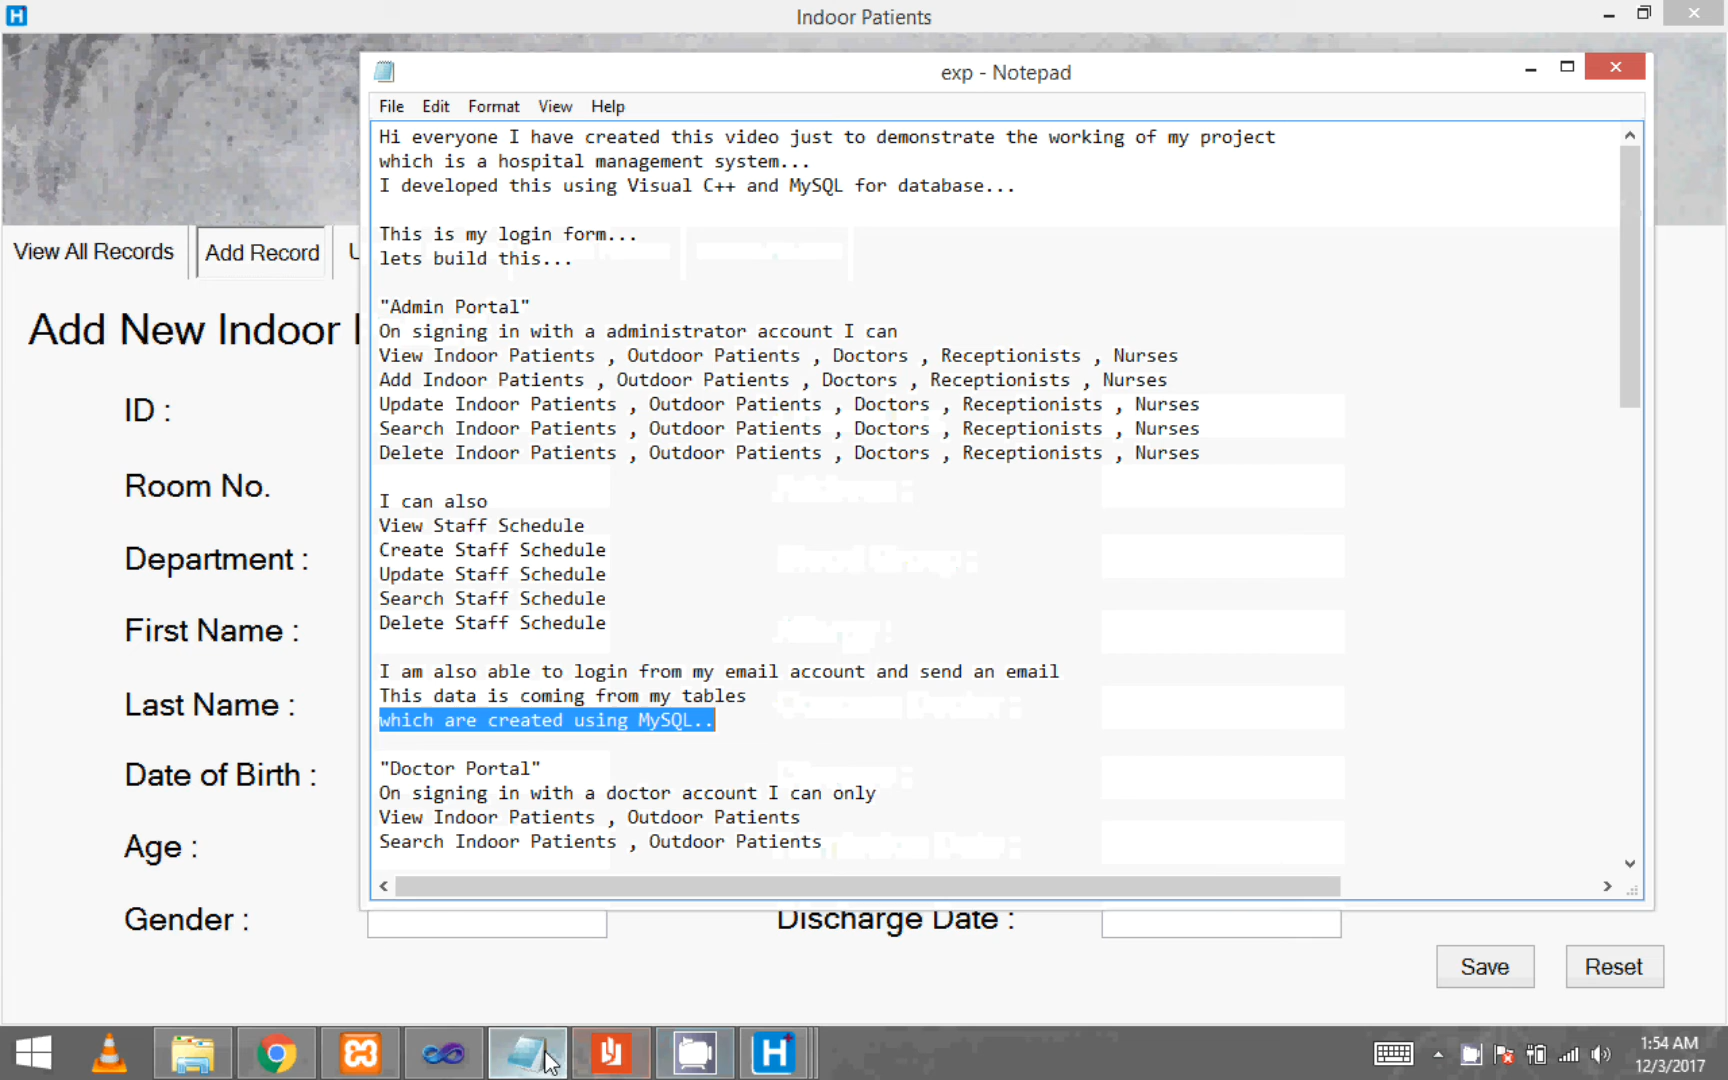 Indoor Patients
exp - Notepad
File Edit Format View Help
Hi everyone I have created this video just to demonstrate the working of my project
which is a hospital management system...
I developed this using Visual C++ and MySQL for database...
This is my login form...
lets build this...
"Admin Portal"
On signing in with a administrator account I can
View Indoor Patients , Outdoor Patients , Doctors , Receptionists , Nurses
Add Indoor Patients , Outdoor Patients , Doctors , Receptionists , Nurses
Update Indoor Patients , Outdoor Patients , Doctors , Receptionists , Nurses
Search Indoor Patients , Outdoor Patients , Doctors , Receptionists , Nurses
Delete Indoor Patients , Outdoor Patients , Doctors , Receptionists , Nurses
I can also
View Staff Schedule
Create Staff Schedule
Update Staff Schedule
Search Staff Schedule
Delete Staff Schedule
I am also able to login from my email account and send an email
This data is coming from my tables
which are created using MySQL..
"Doctor Portal"
On signing in with a doctor account I can only
View Indoor Patients , Outdoor Patients
Search Indoor Patients , Outdoor Patients
View All Records
Add Record
Add New Indoor
ID :
Room No.
Department :
First Name :
Last Name :
Date of Birth :
Age :
Gender :
Discharge Date :
Save
Reset
1:54 AM
12/3/2017